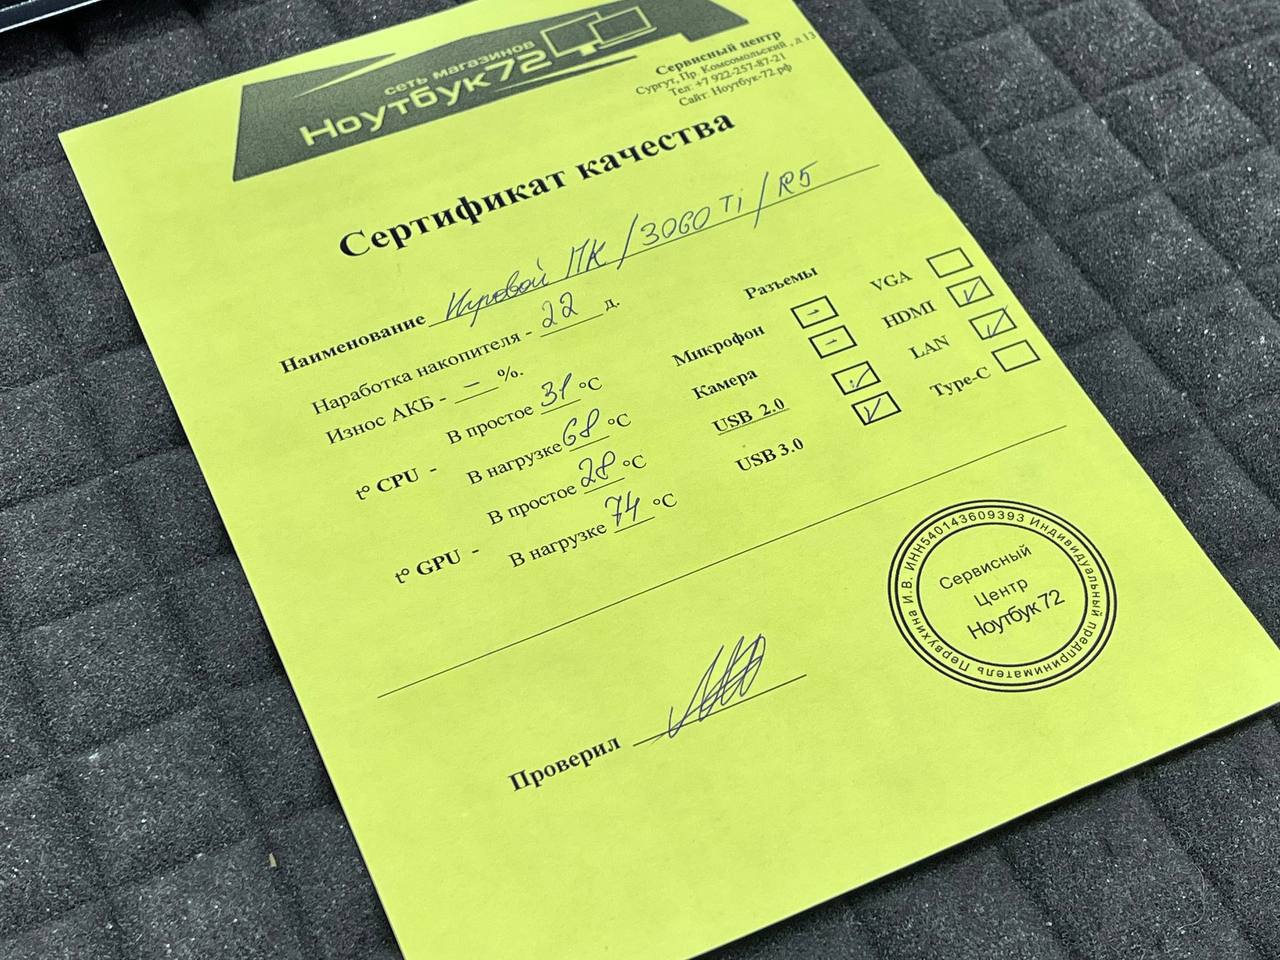 сеть магазинов
Ноутбук72
Сервисный центр
Сургут, Пр. Комсомольский , д 13
Тел: +7 922-257-87-21
Сайт: Ноутбук-72.рф
Сертификат качества
Наименование Игровой ПК /3060 Ti / R5
Наработка накопителя - 22 д.
Износ АКБ - — %.
t° CPU - В простое 31 °C
В нагрузке 68 °C
t° GPU - В простое 28 °C
В нагрузке 74 °C
Разъемы
Микрофон
Камера
USB 2.0
USB 3.0
VGA
HDMI
LAN
Type-C
Проверил
Сервисный
Центр
Ноутбук 72
Индивидуальный предприниматель Первухина И.В. ИНН540143609393